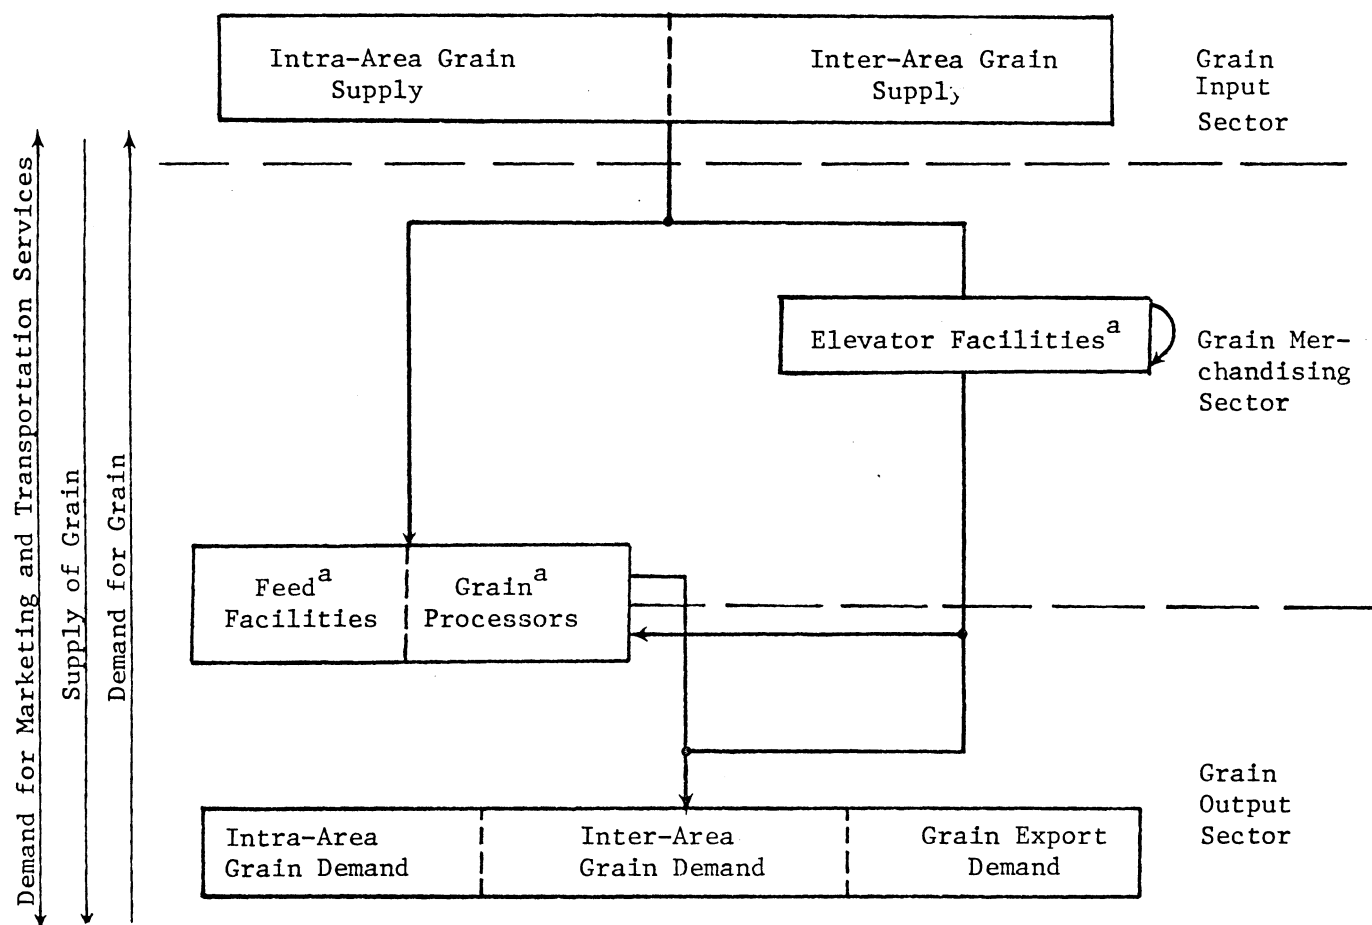 Intra-Area Grain
Supply
Inter-Area Grain
Supply
Grain
Input
Sector
Demand for Marketing and Transportation Services
Supply of Grain
Demand for Grain
Elevator Facilities a
Grain Mer-
chandising
Sector
Feed a
Facilities
Grain a
Processors
Grain
Output
Sector
Intra-Area
Grain Demand
Inter-Area
Grain Demand
Grain Export
Demand